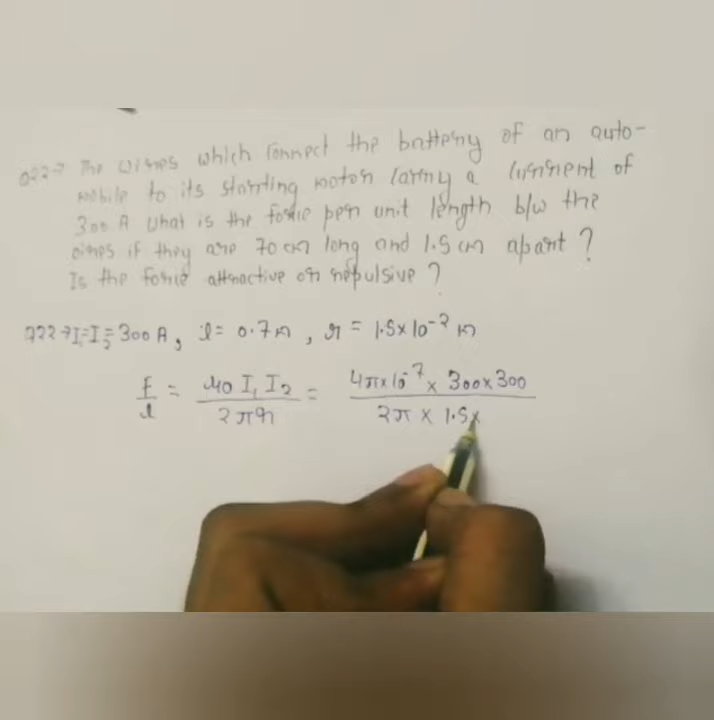 Q22→ The wires which connect the battery of an auto-
mobile to its starting motor carry a current of
300 A what is the force per unit length b/w the
wires if they are 70 cm long and 1.5 cm apart?
Is the force attractive or repulsive?
722→ I₁=I₂=300 A, l = 0.7 m, r = 1.5×10⁻² m
F/l = μ0 I₁ I₂ / 2πr = 4π×10⁻⁷ × 300×300 / 2π × 1.5×